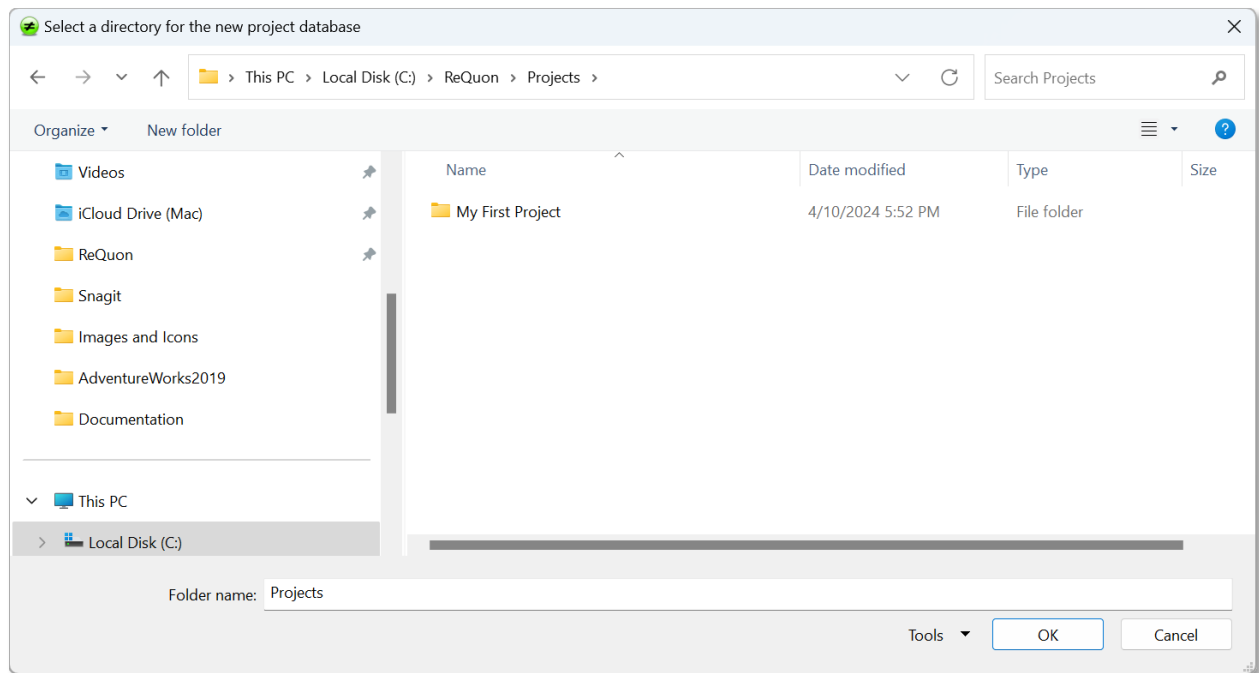 Select a directory for the new project database
This PC > Local Disk (C:) > ReQuon > Projects >
Search Projects
Organize New folder
Name Date modified Type Size
Videos
iCloud Drive (Mac)
ReQuon
Snagit
Images and Icons
AdventureWorks2019
Documentation
This PC
Local Disk (C:)
My First Project 4/10/2024 5:52 PM File folder
Folder name: Projects
Tools OK Cancel